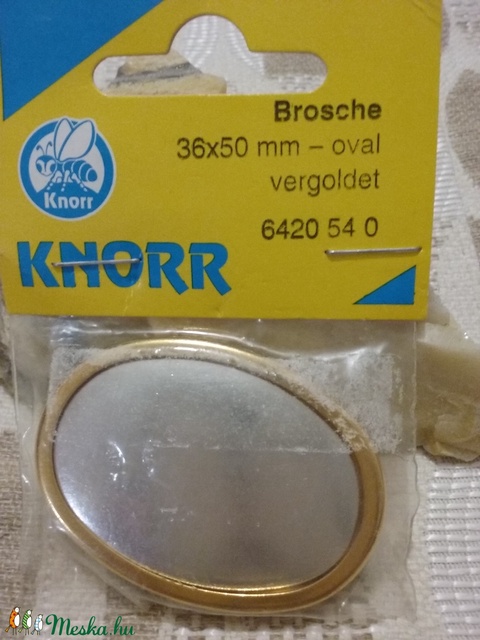 Brosche
36x50 mm – oval
vergoldet
6420 54 0
Knorr
KNORR
Meska.hu